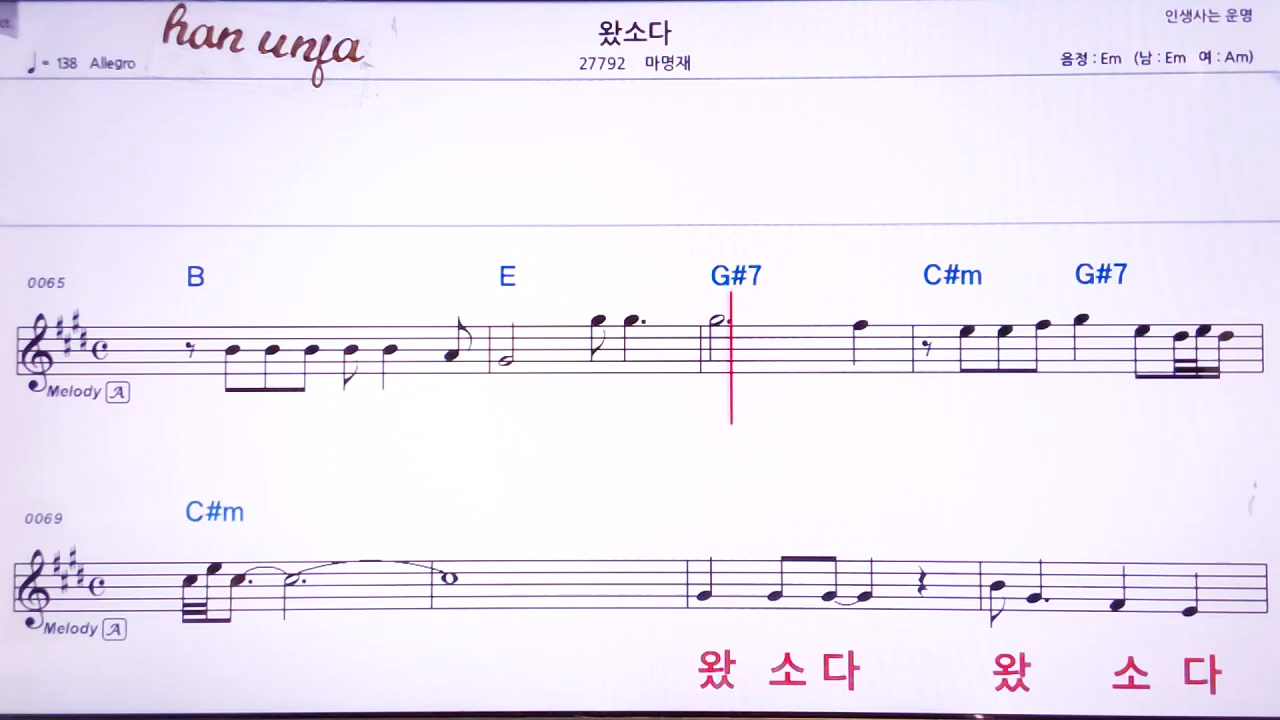 han unja
왔소다
인생사는 운명
♩= 138 Allegro
27792 마명재
음정 : Em (남 : Em 여 : Am)
0065 B E G#7 C#m G#7
Melody A
0069 C#m
Melody A
왔 소 다 왔 소 다